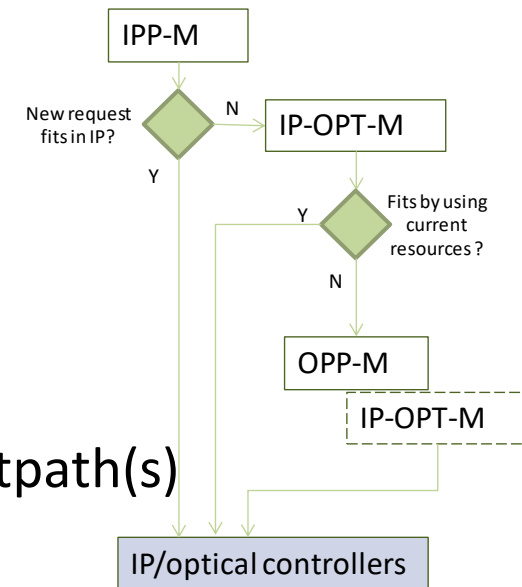 IPP-M
New request
fits in IP?
N
IP-OPT-M
Y
Fits by using
current
resources ?
Y
N
OPP-M
IP-OPT-M
tpath(s)
IP/optical controllers